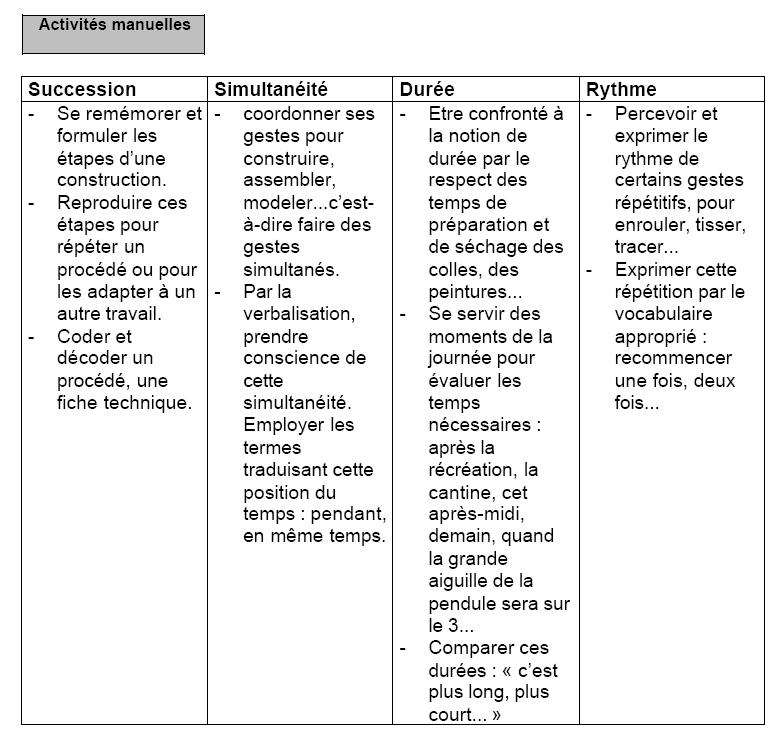 Activités manuelles
Succession
- Se remémorer et
formuler les
étapes d’une
construction.
- Reproduire ces
étapes pour
répéter un
procédé ou pour
les adapter à un
autre travail.
- Coder et
décoder un
procédé, une
fiche technique.
Simultanéité
- coordonner ses
gestes pour
construire,
assembler,
modeler...c’est-
à-dire faire des
gestes
simultanés.
- Par la
verbalisation,
prendre
conscience de
cette
simultanéité.
Employer les
termes
traduisant cette
position du
temps : pendant,
en même temps.
Durée
- Etre confronté à
la notion de
durée par le
respect des
temps de
préparation et
de séchage des
colles, des
peintures...
- Se servir des
moments de la
journée pour
évaluer les
temps
nécessaires :
après la
récréation, la
cantine, cet
après-midi,
demain, quand
la grande
aiguille de la
pendule sera sur
le 3...
- Comparer ces
durées : « c’est
plus long, plus
court... »
Rythme
- Percevoir et
exprimer le
rythme de
certains gestes
répétitifs, pour
enrouler, tisser,
tracer...
- Exprimer cette
répétition par le
vocabulaire
approprié :
recommencer
une fois, deux
fois...